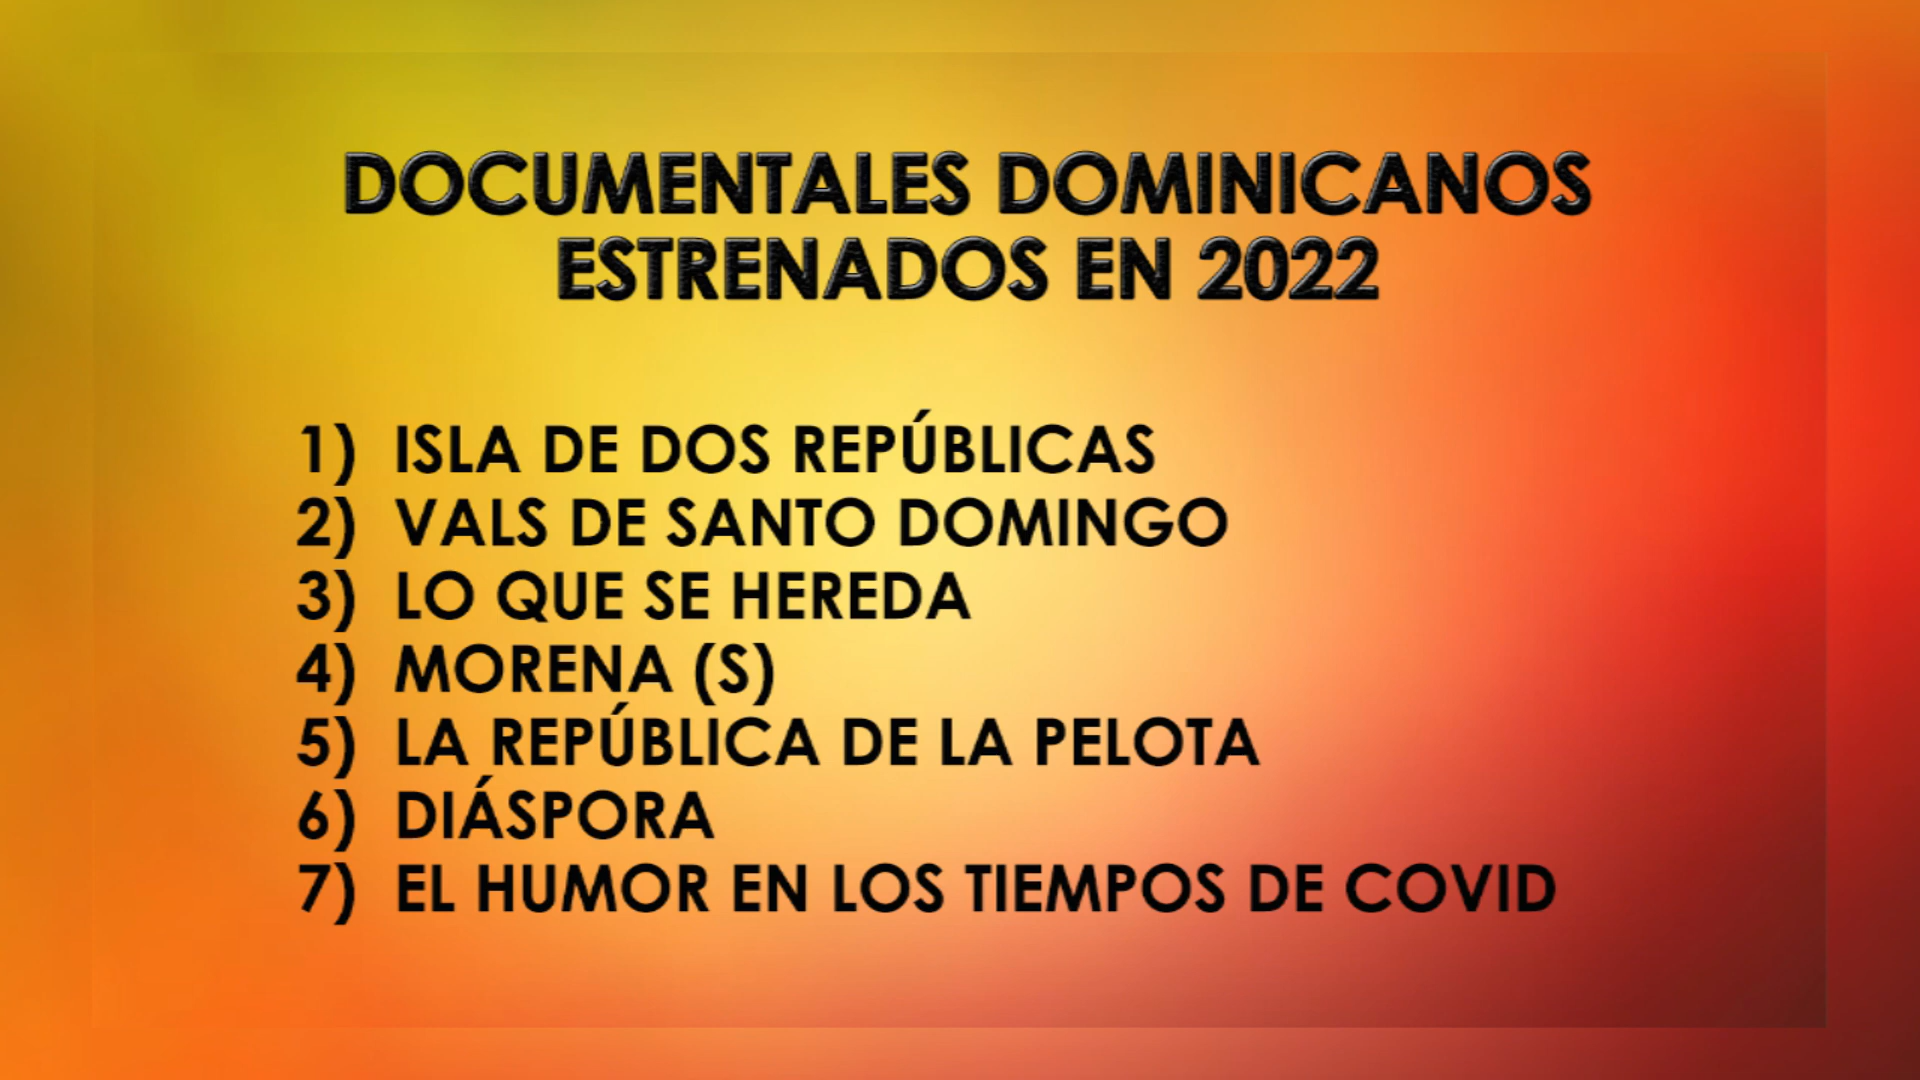 DOCUMENTALES DOMINICANOS
ESTRENADOS EN 2022
1) ISLA DE DOS REPÚBLICAS
2) VALS DE SANTO DOMINGO
3) LO QUE SE HEREDA
4) MORENA (S)
5) LA REPÚBLICA DE LA PELOTA
6) DIÁSPORA
7) EL HUMOR EN LOS TIEMPOS DE COVID